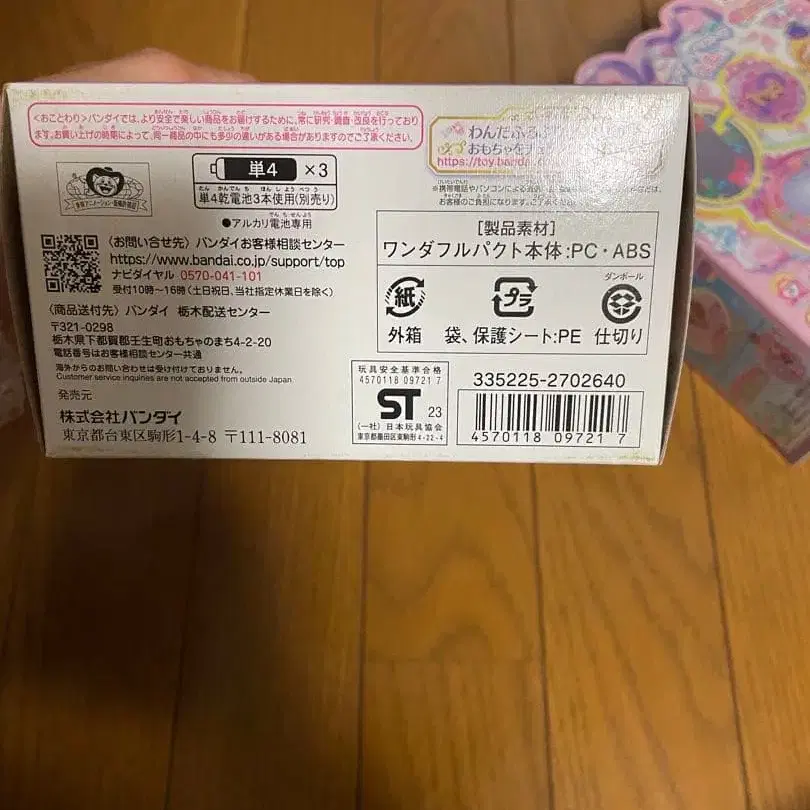 <おことわり>バンダイでは、より安全で楽しい商品をお届けするために、常に研究・調査・改良を行っており
ます。お買い上げの時期によって、同一商品の中にも多少の違いがある場合がありますのでご了承ください。
わんだふるぷ
おもちゃをチェ
https://toy.bandai.
※携帯電話やパソコンによる通信
お客様のご負担になります。
単4 ×3
単4乾電池3本使用(別売り)
●アルカリ電池専用
〈お問い合せ先〉バンダイお客様相談センター
https://www.bandai.co.jp/support/top
ナビダイヤル 0570-041-101
受付10時~16時(土日祝日、当社指定休業日を除く)
〈商品送付先〉バンダイ 栃木配送センター
〒321-0298
栃木県下都賀郡壬生町おもちゃのまち4-2-20
電話番号はお客様相談センター共通
海外からのお問い合わせは受け付けておりません。
Customer service inquiries are not accepted from outside Japan.
発売元
株式会社バンダイ
東京都台東区駒形1-4-8 〒111-8081
[製品素材]
ワンダフルパクト本体:PC・ABS
紙
外箱
プラ
袋、保護シート:PE
ダンボール
仕切り
玩具安全基準合格
4570118 09721 7
ST 23
(一社)日本玩具協会
東京都墨田区東駒形4-22-4
335225-2702640
4570118 09721 7